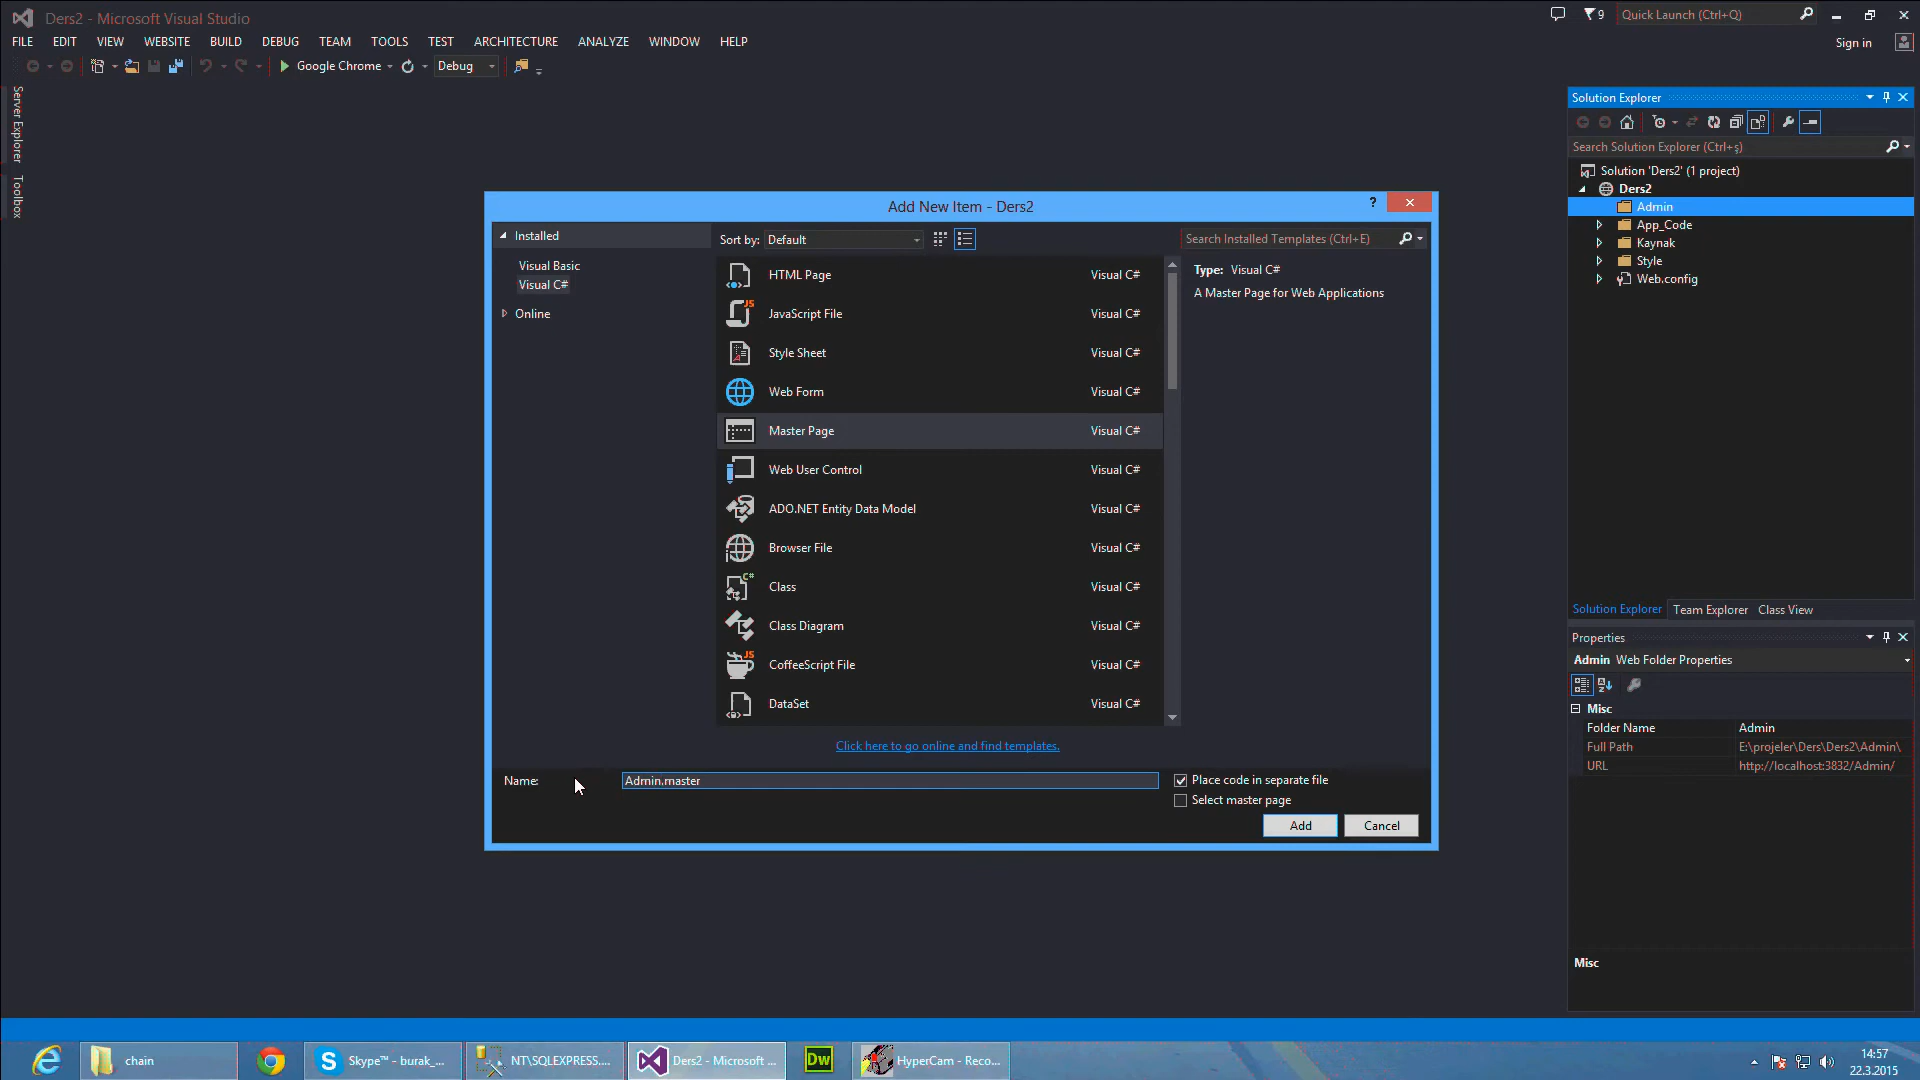 Ders2 - Microsoft Visual Studio
9
Quick Launch (Ctrl+Q)
FILE EDIT VIEW WEBSITE BUILD DEBUG TEAM TOOLS TEST ARCHITECTURE ANALYZE WINDOW HELP
Sign in
Google Chrome
Debug
Server Explorer
Toolbox
Solution Explorer
Search Solution Explorer (Ctrl+ş)
Solution 'Ders2' (1 project)
Ders2
Admin
App_Code
Kaynak
Style
Web.config
Add New Item - Ders2
?
Installed
Visual Basic
Visual C#
Online
Sort by: Default
Search Installed Templates (Ctrl+E)
HTML Page Visual C#
JavaScript File Visual C#
Style Sheet Visual C#
Web Form Visual C#
Master Page Visual C#
Web User Control Visual C#
ADO.NET Entity Data Model Visual C#
Browser File Visual C#
Class Visual C#
Class Diagram Visual C#
CoffeeScript File Visual C#
DataSet Visual C#
Type: Visual C#
A Master Page for Web Applications
Click here to go online and find templates.
Name: Admin.master
Place code in separate file
Select master page
Add Cancel
Solution Explorer Team Explorer Class View
Properties
Admin Web Folder Properties
Misc
Folder Name Admin
Full Path E:\projeler\Ders\Ders2\Admin\
URL http://localhost:3832/Admin/
Misc
chain
Skype™ - burak_...
NT\SQLEXPRESS....
Ders2 - Microsoft ...
Dw
HyperCam - Reco...
14:57
22.3.2015